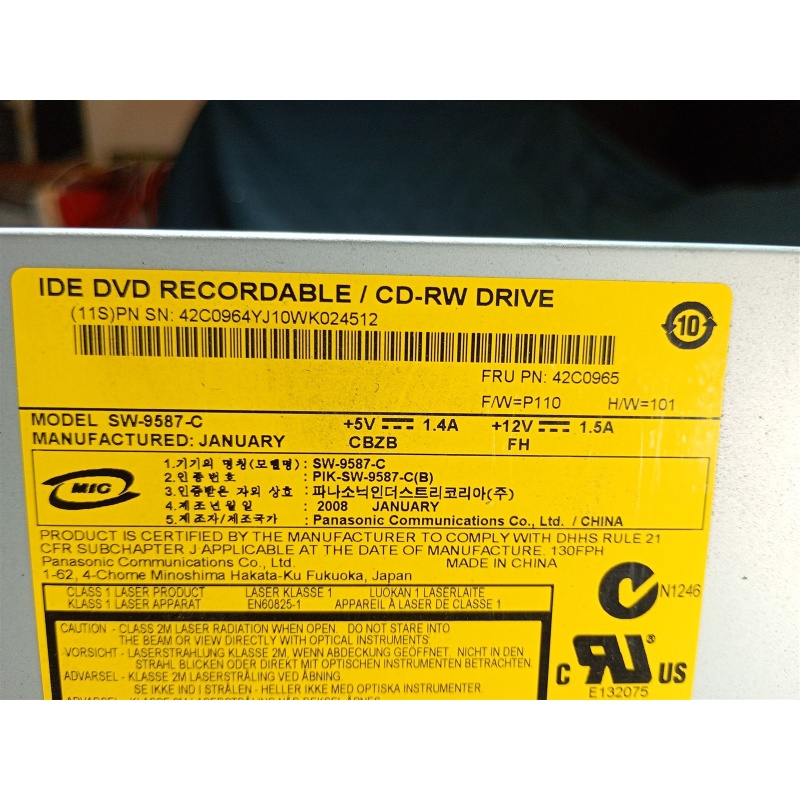 IDE DVD RECORDABLE / CD-RW DRIVE
(11S)PN SN: 42C0964YJ10WK024512
10
FRU PN: 42C0965
F/W=P110 H/W=101
MODEL SW-9587-C +5V 1.4A +12V 1.5A
MANUFACTURED: JANUARY CBZB FH
MIC
1.기기의 명칭(모델명) : SW-9587-C
2.인증번호 : PIK-SW-9587-C(B)
3.인증받은 자의 상호 : 파나소닉인더스트리코리아(주)
4.제조년월일 : 2008 JANUARY
5.제조자/제조국가 : Panasonic Communications Co., Ltd. / CHINA
PRODUCT IS CERTIFIED BY THE MANUFACTURER TO COMPLY WITH DHHS RULE 21
CFR SUBCHAPTER J APPLICABLE AT THE DATE OF MANUFACTURE. 130FPH
Panasonic Communications Co., Ltd. MADE IN CHINA
1-62, 4-Chome Minoshima Hakata-Ku Fukuoka, Japan
CLASS 1 LASER PRODUCT LASER KLASSE 1 LUOKAN 1 LASERLAITE
KLASS 1 LASER APPARAT EN60825-1 APPAREIL À LASER DE CLASSE 1
N1246
CAUTION - CLASS 2M LASER RADIATION WHEN OPEN. DO NOT STARE INTO
THE BEAM OR VIEW DIRECTLY WITH OPTICAL INSTRUMENTS.
VORSICHT - LASERSTRAHLUNG KLASSE 2M, WENN ABDECKUNG GEÖFFNET. NICHT IN DEN
STRAHL BLICKEN ODER DIREKT MIT OPTISCHEN INSTRUMENTEN BETRACHTEN.
ADVARSEL - KLASSE 2M LASERSTRÅLING VED ÅBNING.
SE IKKE IND I STRÅLEN - HELLER IKKE MED OPTISKA INSTRUMENTER.
C RU ® US
E132075